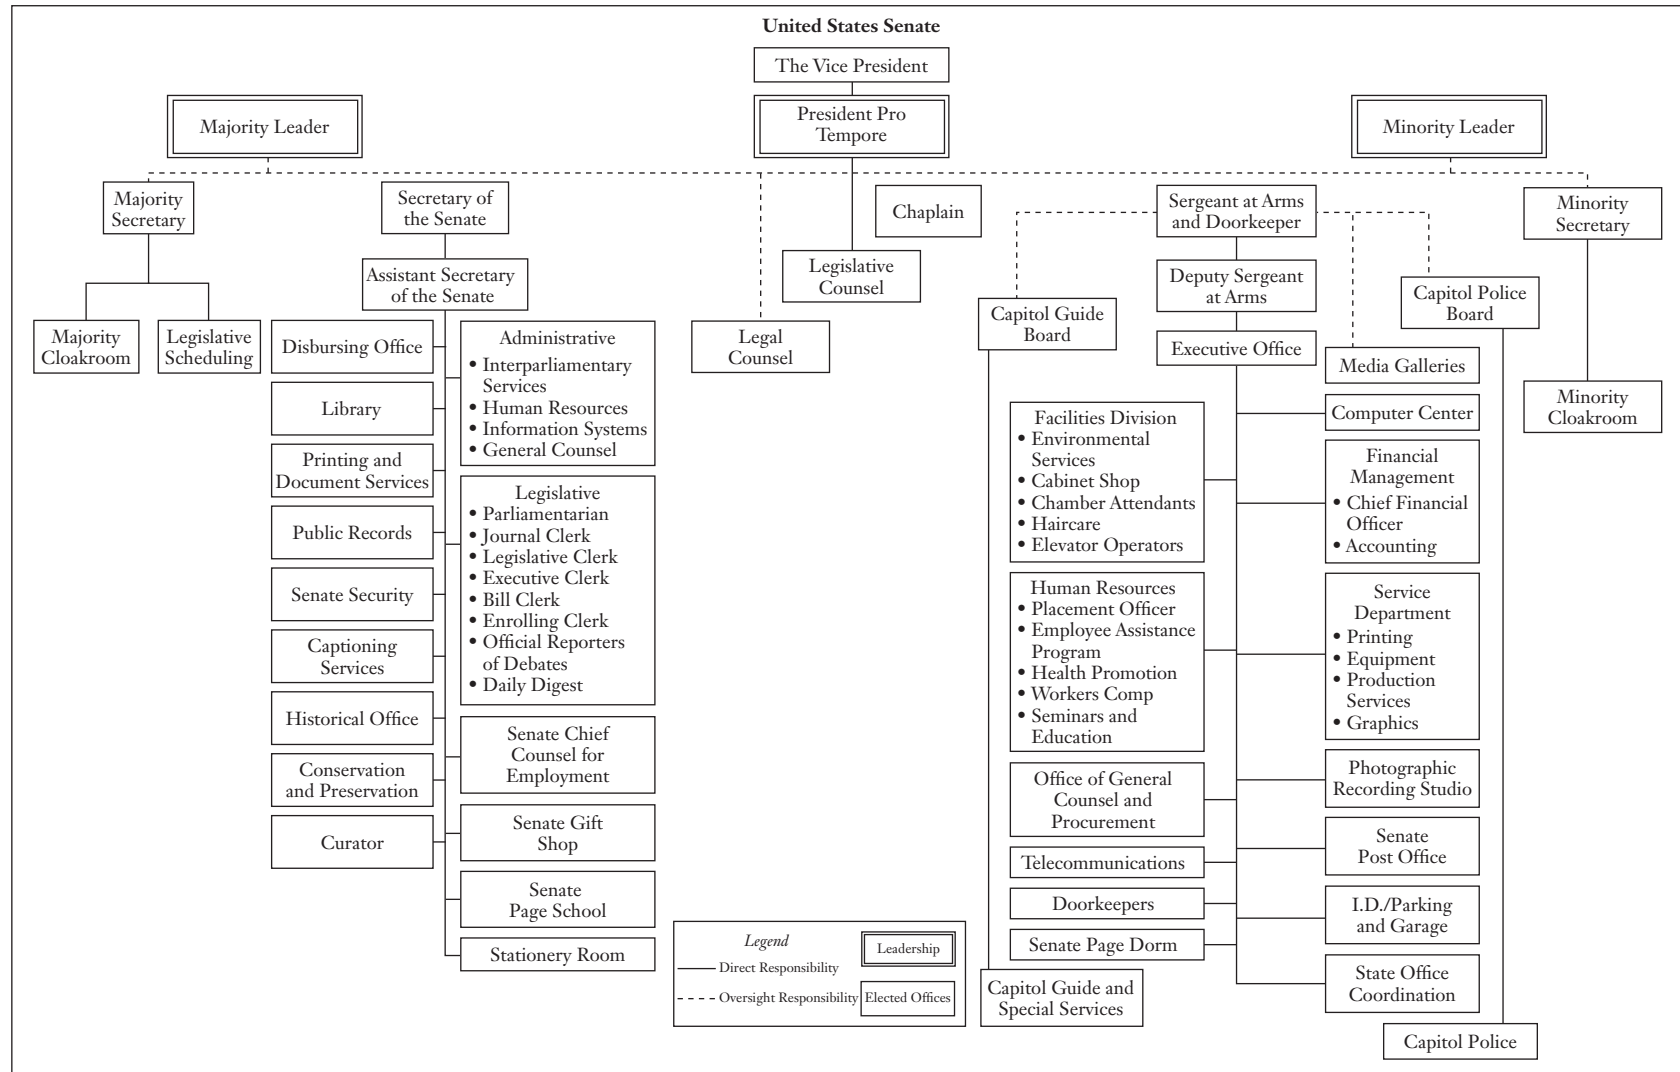 United States Senate
The Vice President
President Pro
Tempore
Majority Leader
Minority Leader
Majority
Secretary
Secretary of
the Senate
Chaplain
Sergeant at Arms
and Doorkeeper
Minority
Secretary
Legislative
Counsel
Assistant Secretary
of the Senate
Deputy Sergeant
at Arms
Capitol Guide
Board
Capitol Police
Board
Majority
Cloakroom
Legislative
Scheduling
Legal
Counsel
Executive Office
Media Galleries
Minority
Cloakroom
Disbursing Office
Library
Printing and
Document Services
Public Records
Senate Security
Captioning
Services
Historical Office
Conservation
and Preservation
Curator
Administrative
• Interparliamentary
Services
• Human Resources
• Information Systems
• General Counsel
Legislative
• Parliamentarian
• Journal Clerk
• Legislative Clerk
• Executive Clerk
• Bill Clerk
• Enrolling Clerk
• Official Reporters
of Debates
• Daily Digest
Senate Chief
Counsel for
Employment
Senate Gift
Shop
Senate
Page School
Stationery Room
Facilities Division
• Environmental
Services
• Cabinet Shop
• Chamber Attendants
• Haircare
• Elevator Operators
Human Resources
• Placement Officer
• Employee Assistance
Program
• Health Promotion
• Workers Comp
• Seminars and
Education
Office of General
Counsel and
Procurement
Telecommunications
Doorkeepers
Senate Page Dorm
Capitol Guide and
Special Services
Computer Center
Financial
Management
• Chief Financial
Officer
• Accounting
Service
Department
• Printing
• Equipment
• Production
Services
• Graphics
Photographic
Recording Studio
Senate
Post Office
I.D./Parking
and Garage
State Office
Coordination
Capitol Police
Legend
Direct Responsibility
Oversight Responsibility
Leadership
Elected Offices